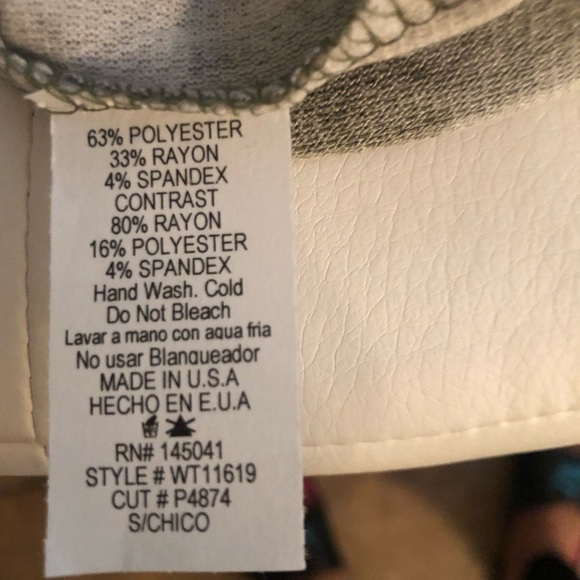 63% POLYESTER
33% RAYON
4% SPANDEX
CONTRAST
80% RAYON
16% POLYESTER
4% SPANDEX
Hand Wash. Cold
Do Not Bleach
Lavar a mano con agua fria
No usar Blanqueador
MADE IN U.S.A
HECHO EN E.U.A
RN# 145041
STYLE # WT11619
CUT # P4874
S/CHICO